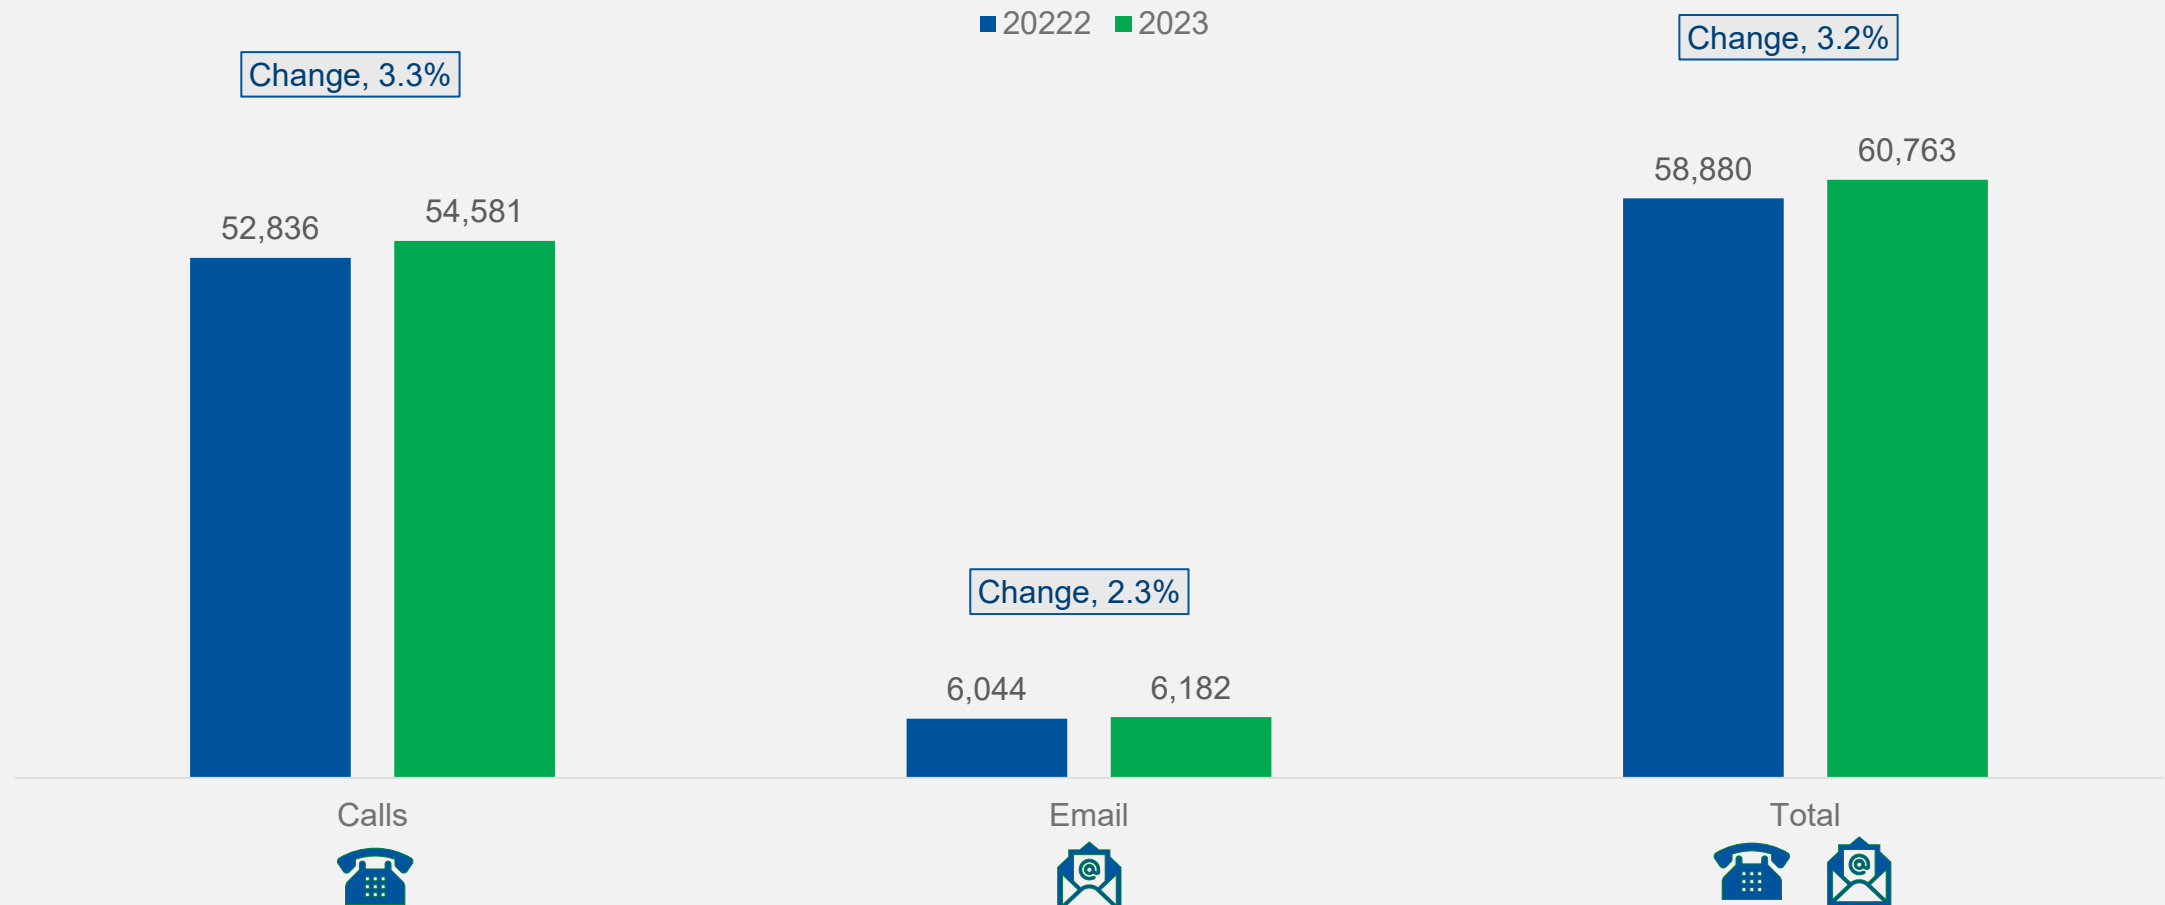 20222 2023
Change, 3.3%
Change, 3.2%
52,836
54,581
58,880
60,763
Change, 2.3%
6,044
6,182
Calls
Email
Total